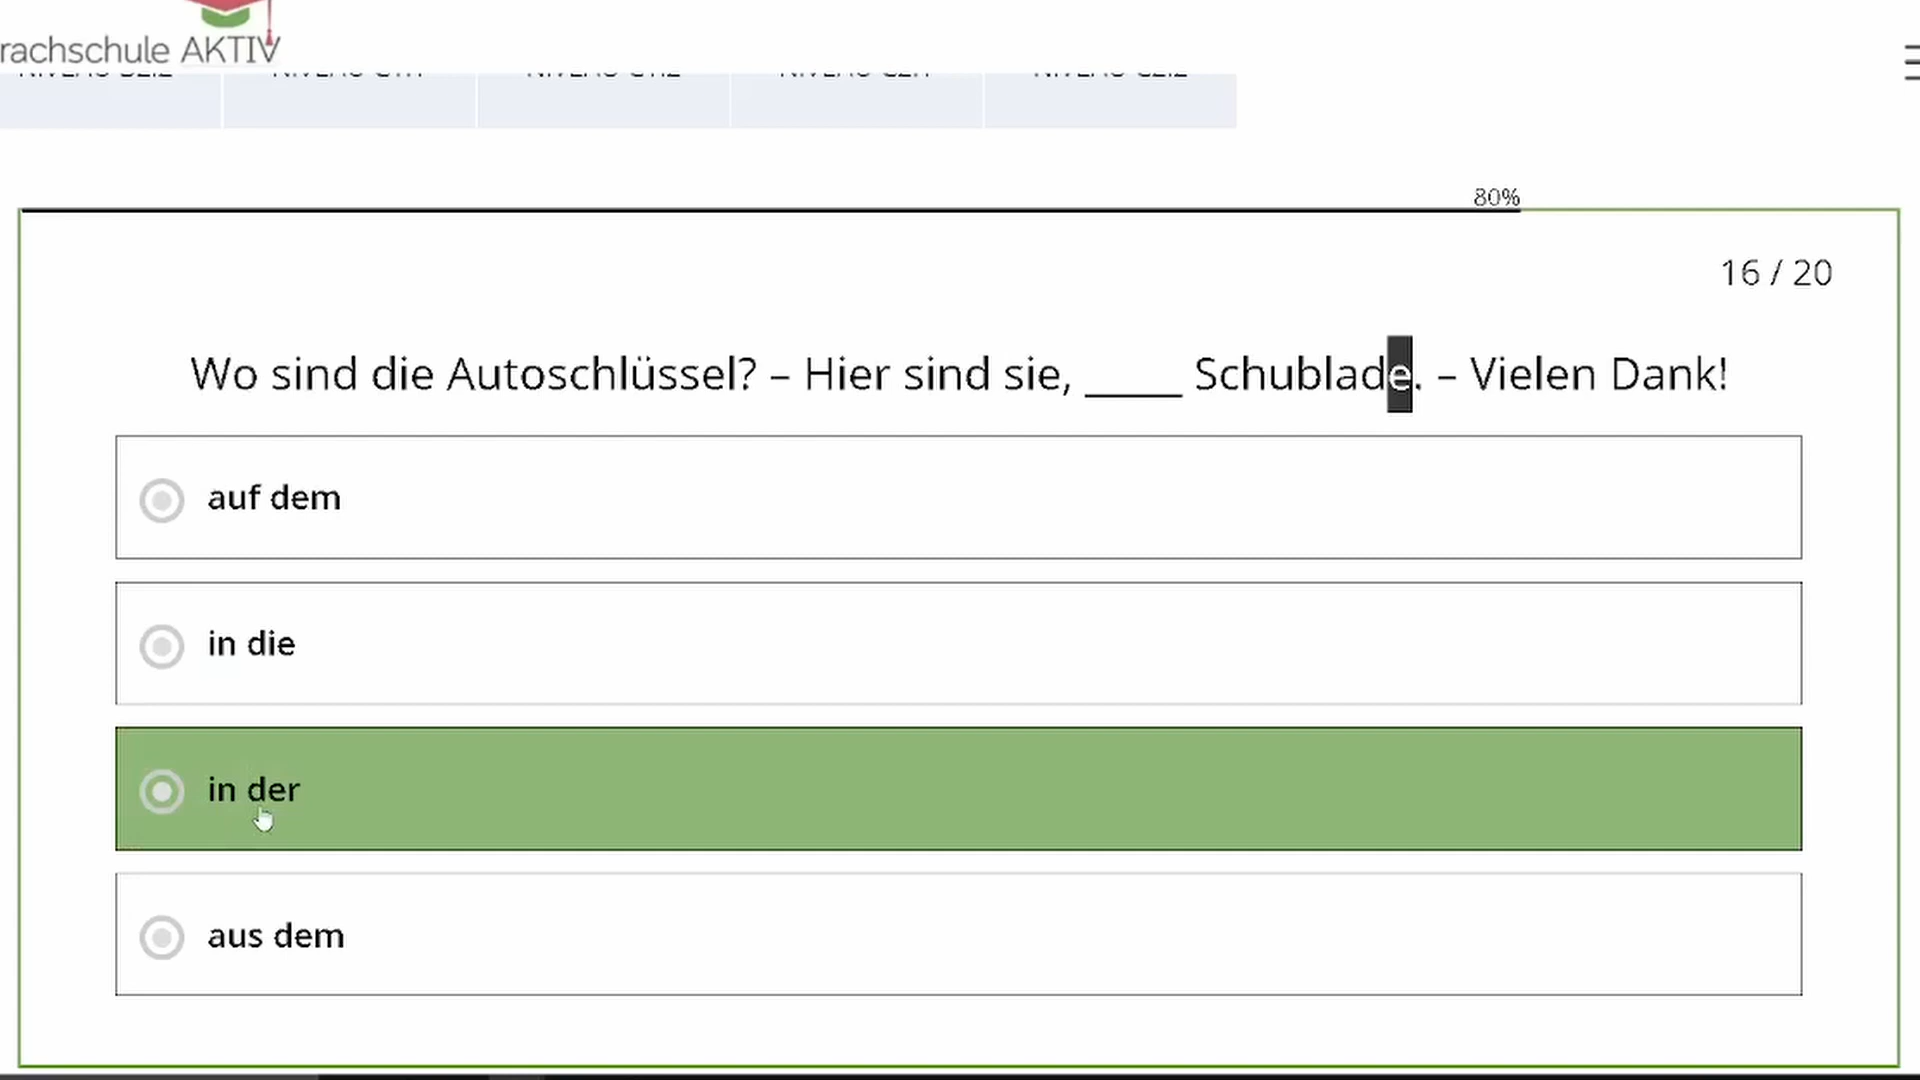 rachschule AKTIV
80%
16 / 20
Wo sind die Autoschlüssel? – Hier sind sie, _____ Schublade. – Vielen Dank!
auf dem
in die
in der
aus dem